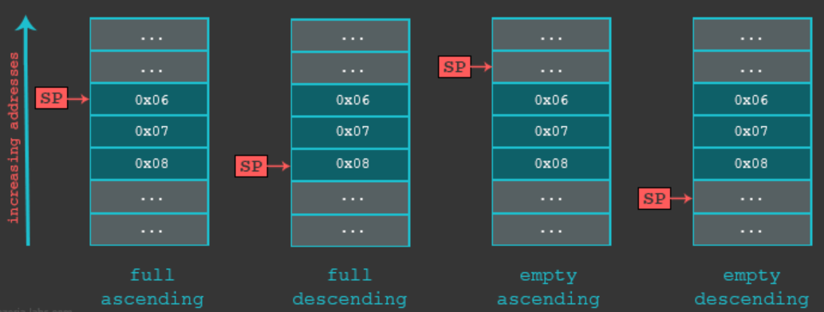 increasing addresses
...
...
SP
0x06
0x07
0x08
...
...
full
ascending
...
...
0x06
0x07
SP
0x08
...
...
full
descending
...
SP
...
0x06
0x07
0x08
...
...
empty
ascending
...
...
0x06
0x07
0x08
SP
...
...
empty
descending